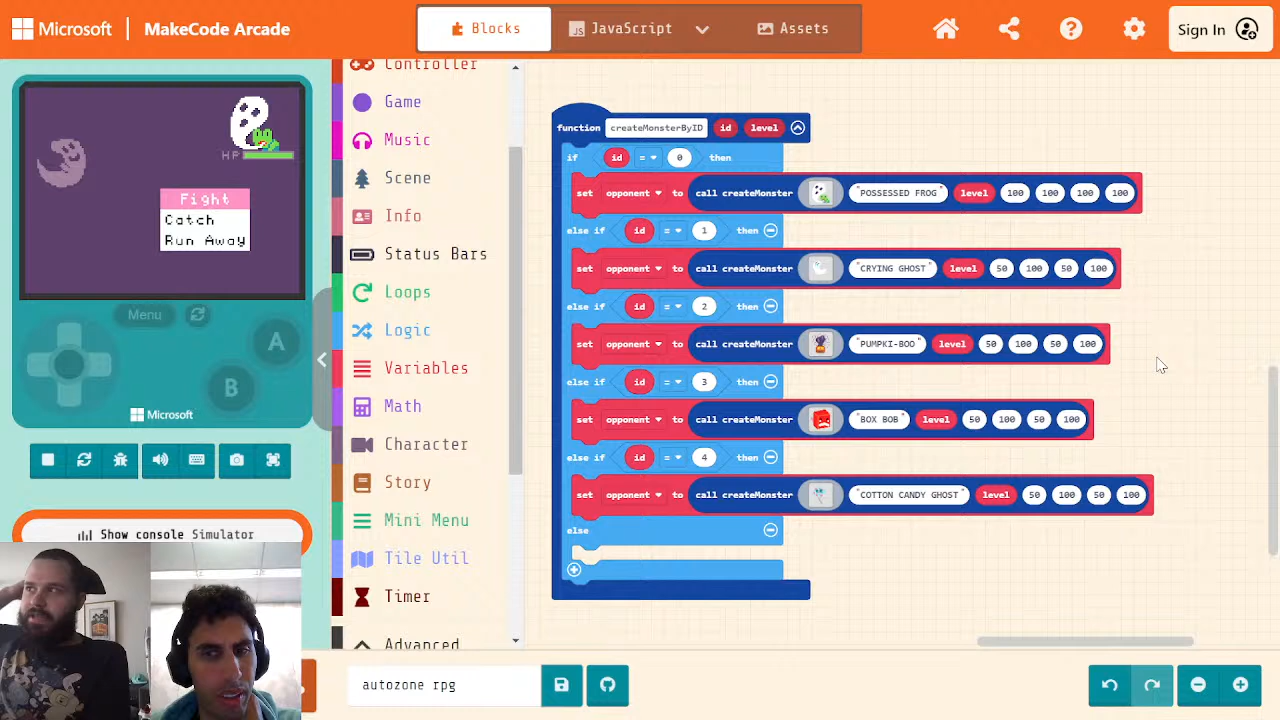 Microsoft
MakeCode Arcade
Blocks
JS
JavaScript
Assets
Sign In
HP
Fight
Catch
Run Away
Menu
A
B
Microsoft
Show console Simulator
Controller
Game
Music
Scene
Info
Status Bars
Loops
Logic
Variables
Math
Character
Story
Mini Menu
Tile Util
Timer
Advanced
function createMonsterByID id level
if id = 0 then
set opponent to call createMonster "POSSESSED FROG" level 100 100 100 100
else if id = 1 then
set opponent to call createMonster "CRYING GHOST" level 50 100 50 100
else if id = 2 then
set opponent to call createMonster "PUMPKI-BOO" level 50 100 50 100
else if id = 3 then
set opponent to call createMonster "BOX BOB" level 50 100 50 100
else if id = 4 then
set opponent to call createMonster "COTTON CANDY GHOST" level 50 100 50 100
else
autozone rpg